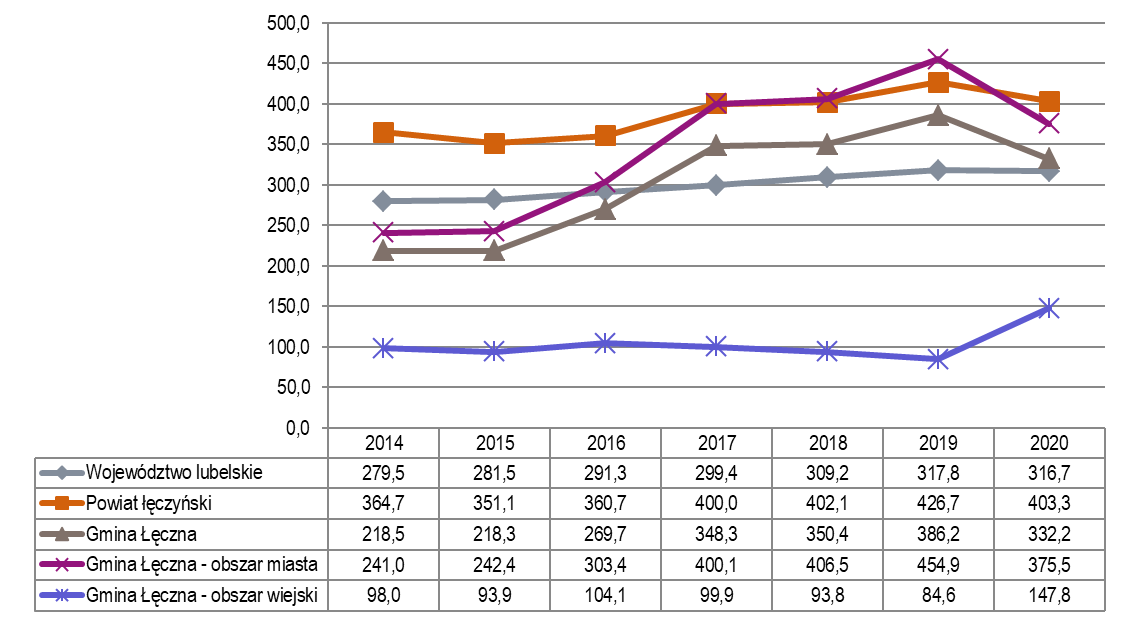 500,0
450,0
400,0
350,0
300,0
250,0
200,0
150,0
100,0
50,0
0,0
2014 2015 2016 2017 2018 2019 2020
Województwo lubelskie 279,5 281,5 291,3 299,4 309,2 317,8 316,7
Powiat łęczyński 364,7 351,1 360,7 400,0 402,1 426,7 403,3
Gmina Łęczna 218,5 218,3 269,7 348,3 350,4 386,2 332,2
Gmina Łęczna - obszar miasta 241,0 242,4 303,4 400,1 406,5 454,9 375,5
Gmina Łęczna - obszar wiejski 98,0 93,9 104,1 99,9 93,8 84,6 147,8